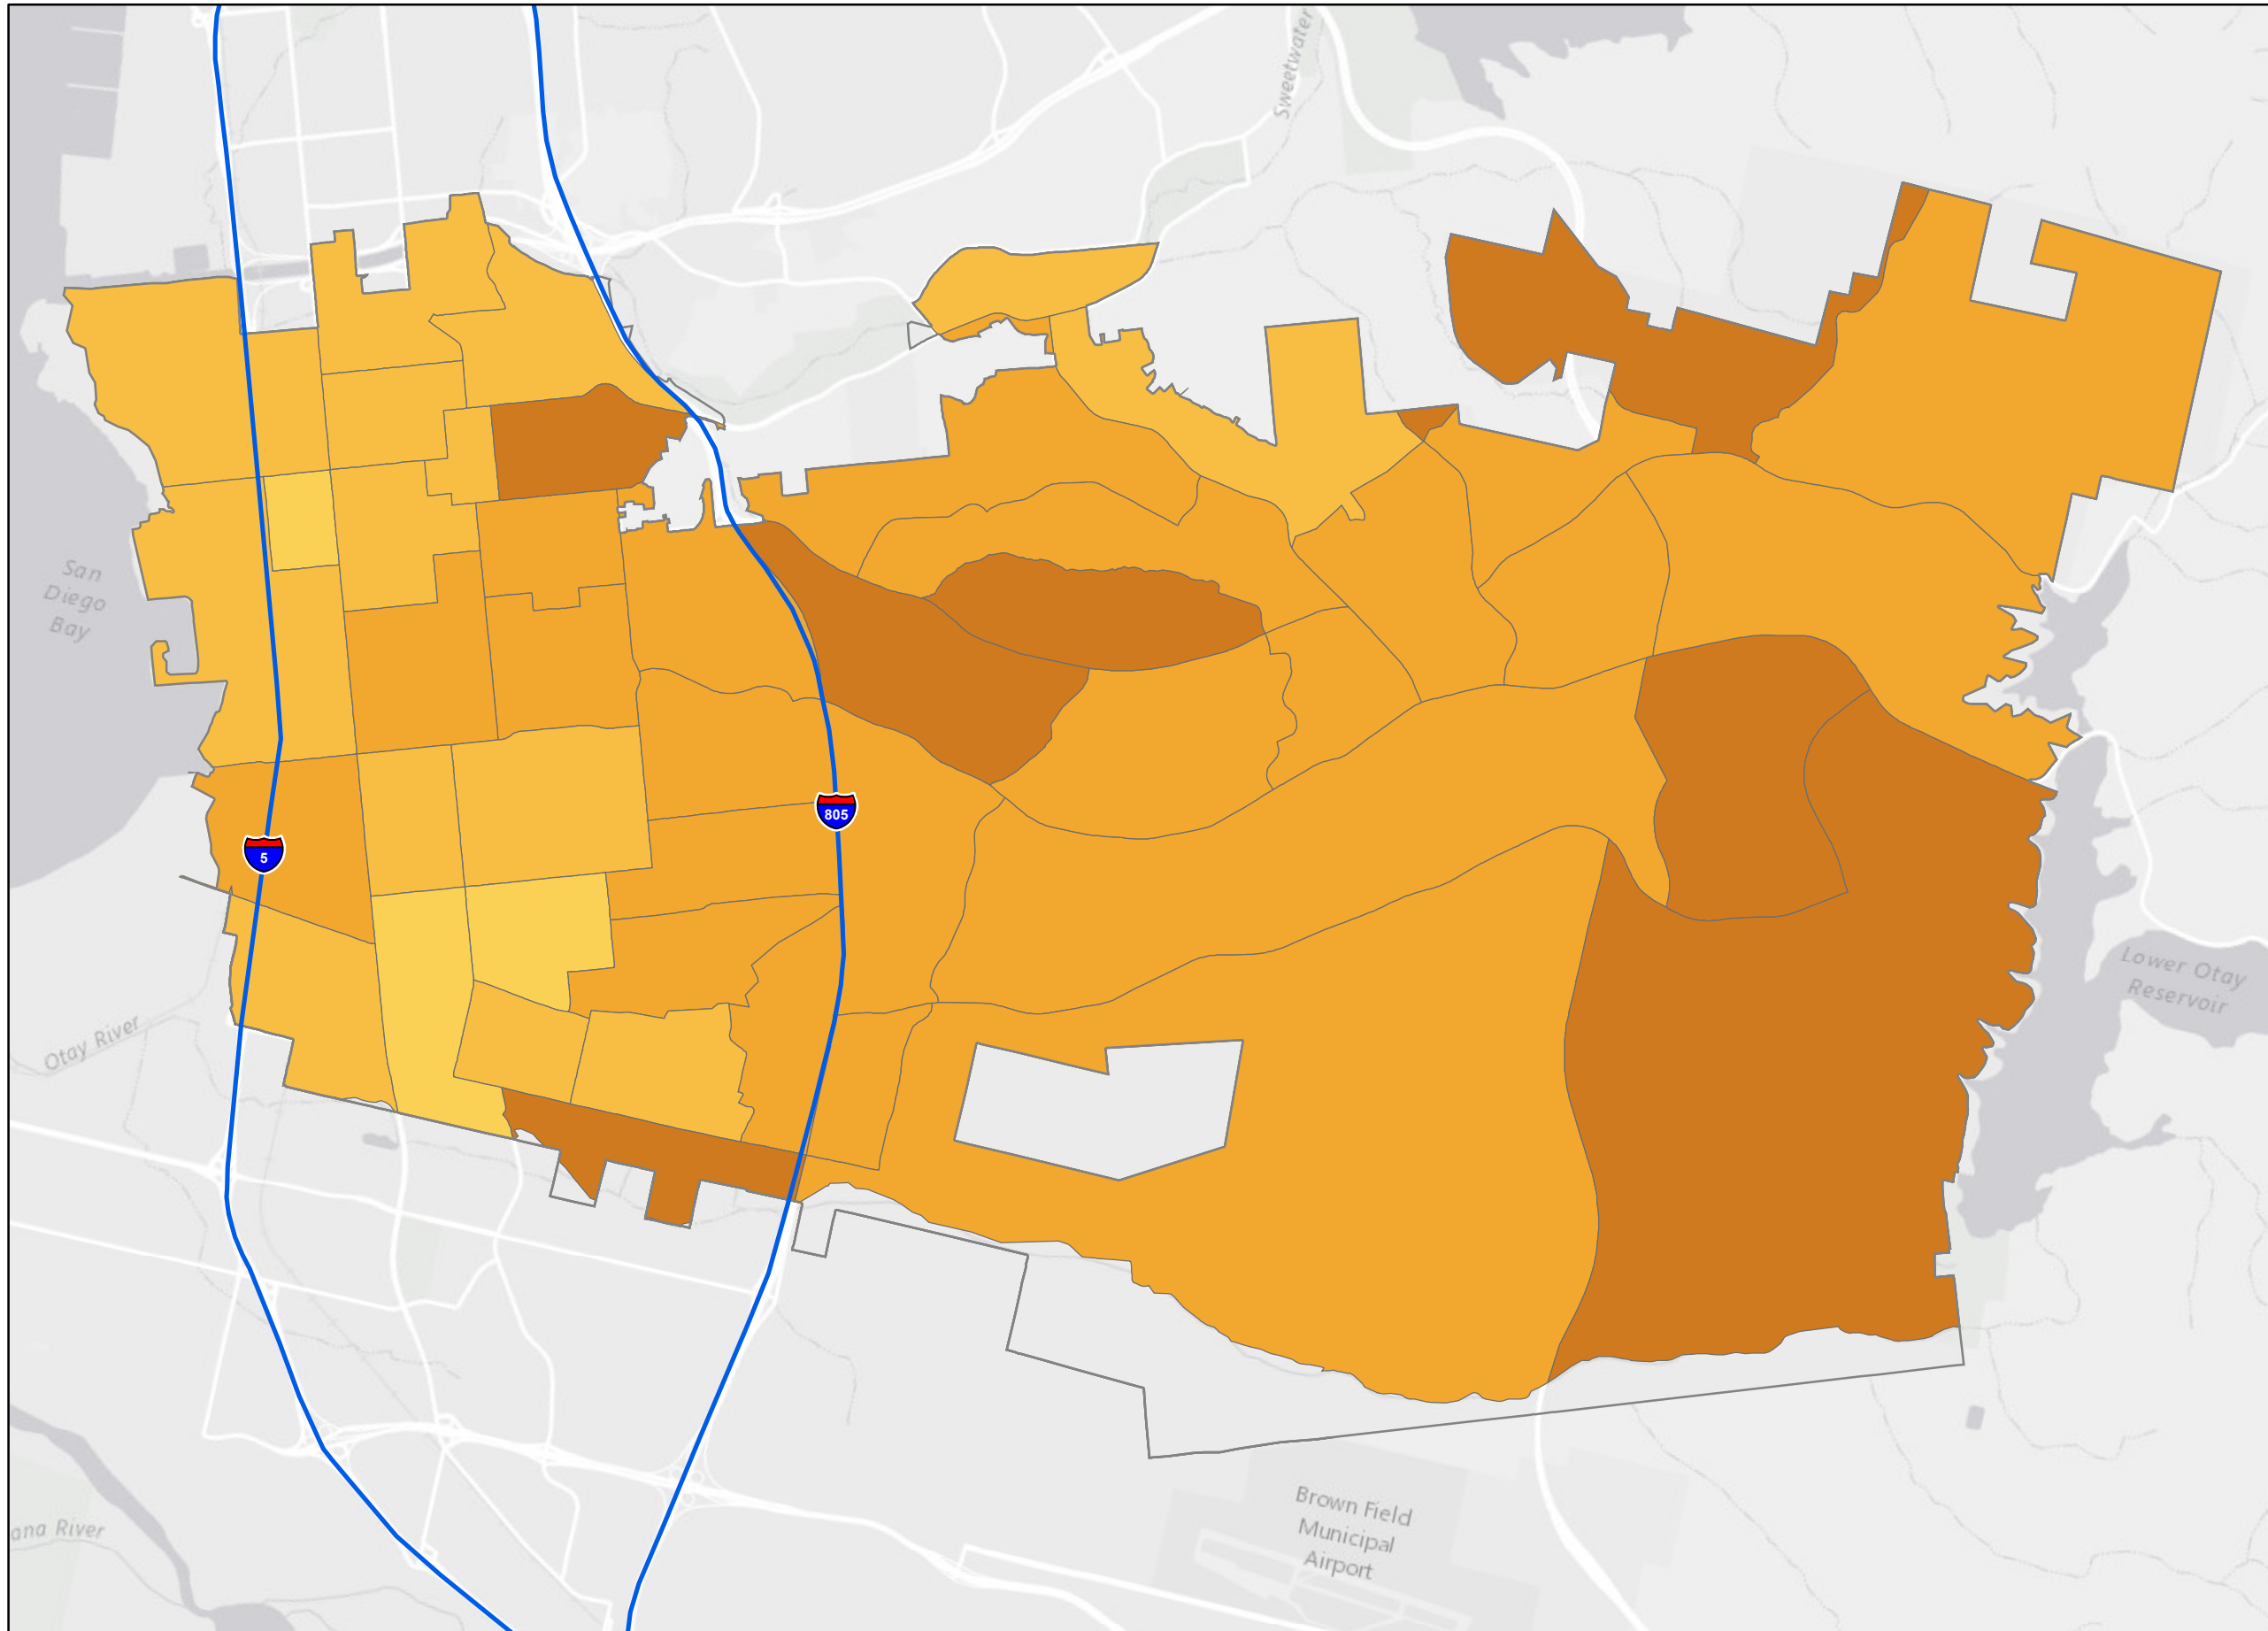 Sweetwater
San
Diego
Bay
805
5
Lower Otay
Reservoir
Otay River
Brown Field
Municipal
Airport
ana River